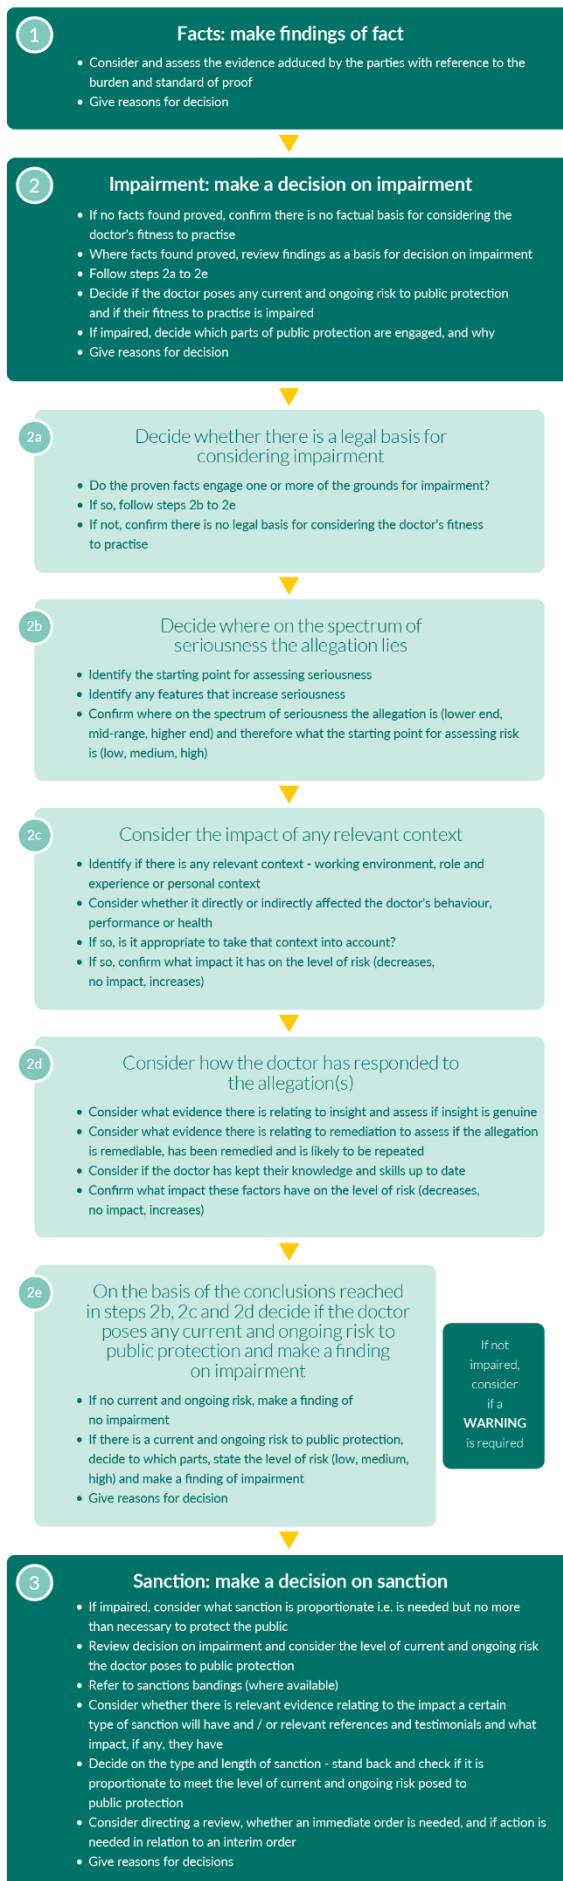 1
Facts: make findings of fact
• Consider and assess the evidence adduced by the parties with reference to the
burden and standard of proof
• Give reasons for decision
2
Impairment: make a decision on impairment
• If no facts found proved, confirm there is no factual basis for considering the
doctor's fitness to practise
• Where facts found proved, review findings as a basis for decision on impairment
• Follow steps 2a to 2e
• Decide if the doctor poses any current and ongoing risk to public protection
and if their fitness to practise is impaired
• If impaired, decide which parts of public protection are engaged, and why
• Give reasons for decision
2a
Decide whether there is a legal basis for
considering impairment
• Do the proven facts engage one or more of the grounds for impairment?
• If so, follow steps 2b to 2e
• If not, confirm there is no legal basis for considering the doctor's fitness
to practise
2b
Decide where on the spectrum of
seriousness the allegation lies
• Identify the starting point for assessing seriousness
• Identify any features that increase seriousness
• Confirm where on the spectrum of seriousness the allegation is (lower end,
mid-range, higher end) and therefore what the starting point for assessing risk
is (low, medium, high)
2c
Consider the impact of any relevant context
• Identify if there is any relevant context - working environment, role and
experience or personal context
• Consider whether it directly or indirectly affected the doctor's behaviour,
performance or health
• If so, is it appropriate to take that context into account?
• If so, confirm what impact it has on the level of risk (decreases,
no impact, increases)
2d
Consider how the doctor has responded to
the allegation(s)
• Consider what evidence there is relating to insight and assess if insight is genuine
• Consider what evidence there is relating to remediation to assess if the allegation
is remediable, has been remedied and is likely to be repeated
• Consider if the doctor has kept their knowledge and skills up to date
• Confirm what impact these factors have on the level of risk (decreases,
no impact, increases)
2e
On the basis of the conclusions reached
in steps 2b, 2c and 2d decide if the doctor
poses any current and ongoing risk to
public protection and make a finding
on impairment
• If no current and ongoing risk, make a finding of
no impairment
• If there is a current and ongoing risk to public protection,
decide to which parts, state the level of risk (low, medium,
high) and make a finding of impairment
• Give reasons for decision
If not
impaired,
consider
if a
WARNING
is required
3
Sanction: make a decision on sanction
• If impaired, consider what sanction is proportionate i.e. is needed but no more
than necessary to protect the public
• Review decision on impairment and consider the level of current and ongoing risk
the doctor poses to public protection
• Refer to sanctions bandings (where available)
• Consider whether there is relevant evidence relating to the impact a certain
type of sanction will have and / or relevant references and testimonials and what
impact, if any, they have
• Decide on the type and length of sanction - stand back and check if it is
proportionate to meet the level of current and ongoing risk posed to
public protection
• Consider directing a review, whether an immediate order is needed, and if action is
needed in relation to an interim order
• Give reasons for decisions